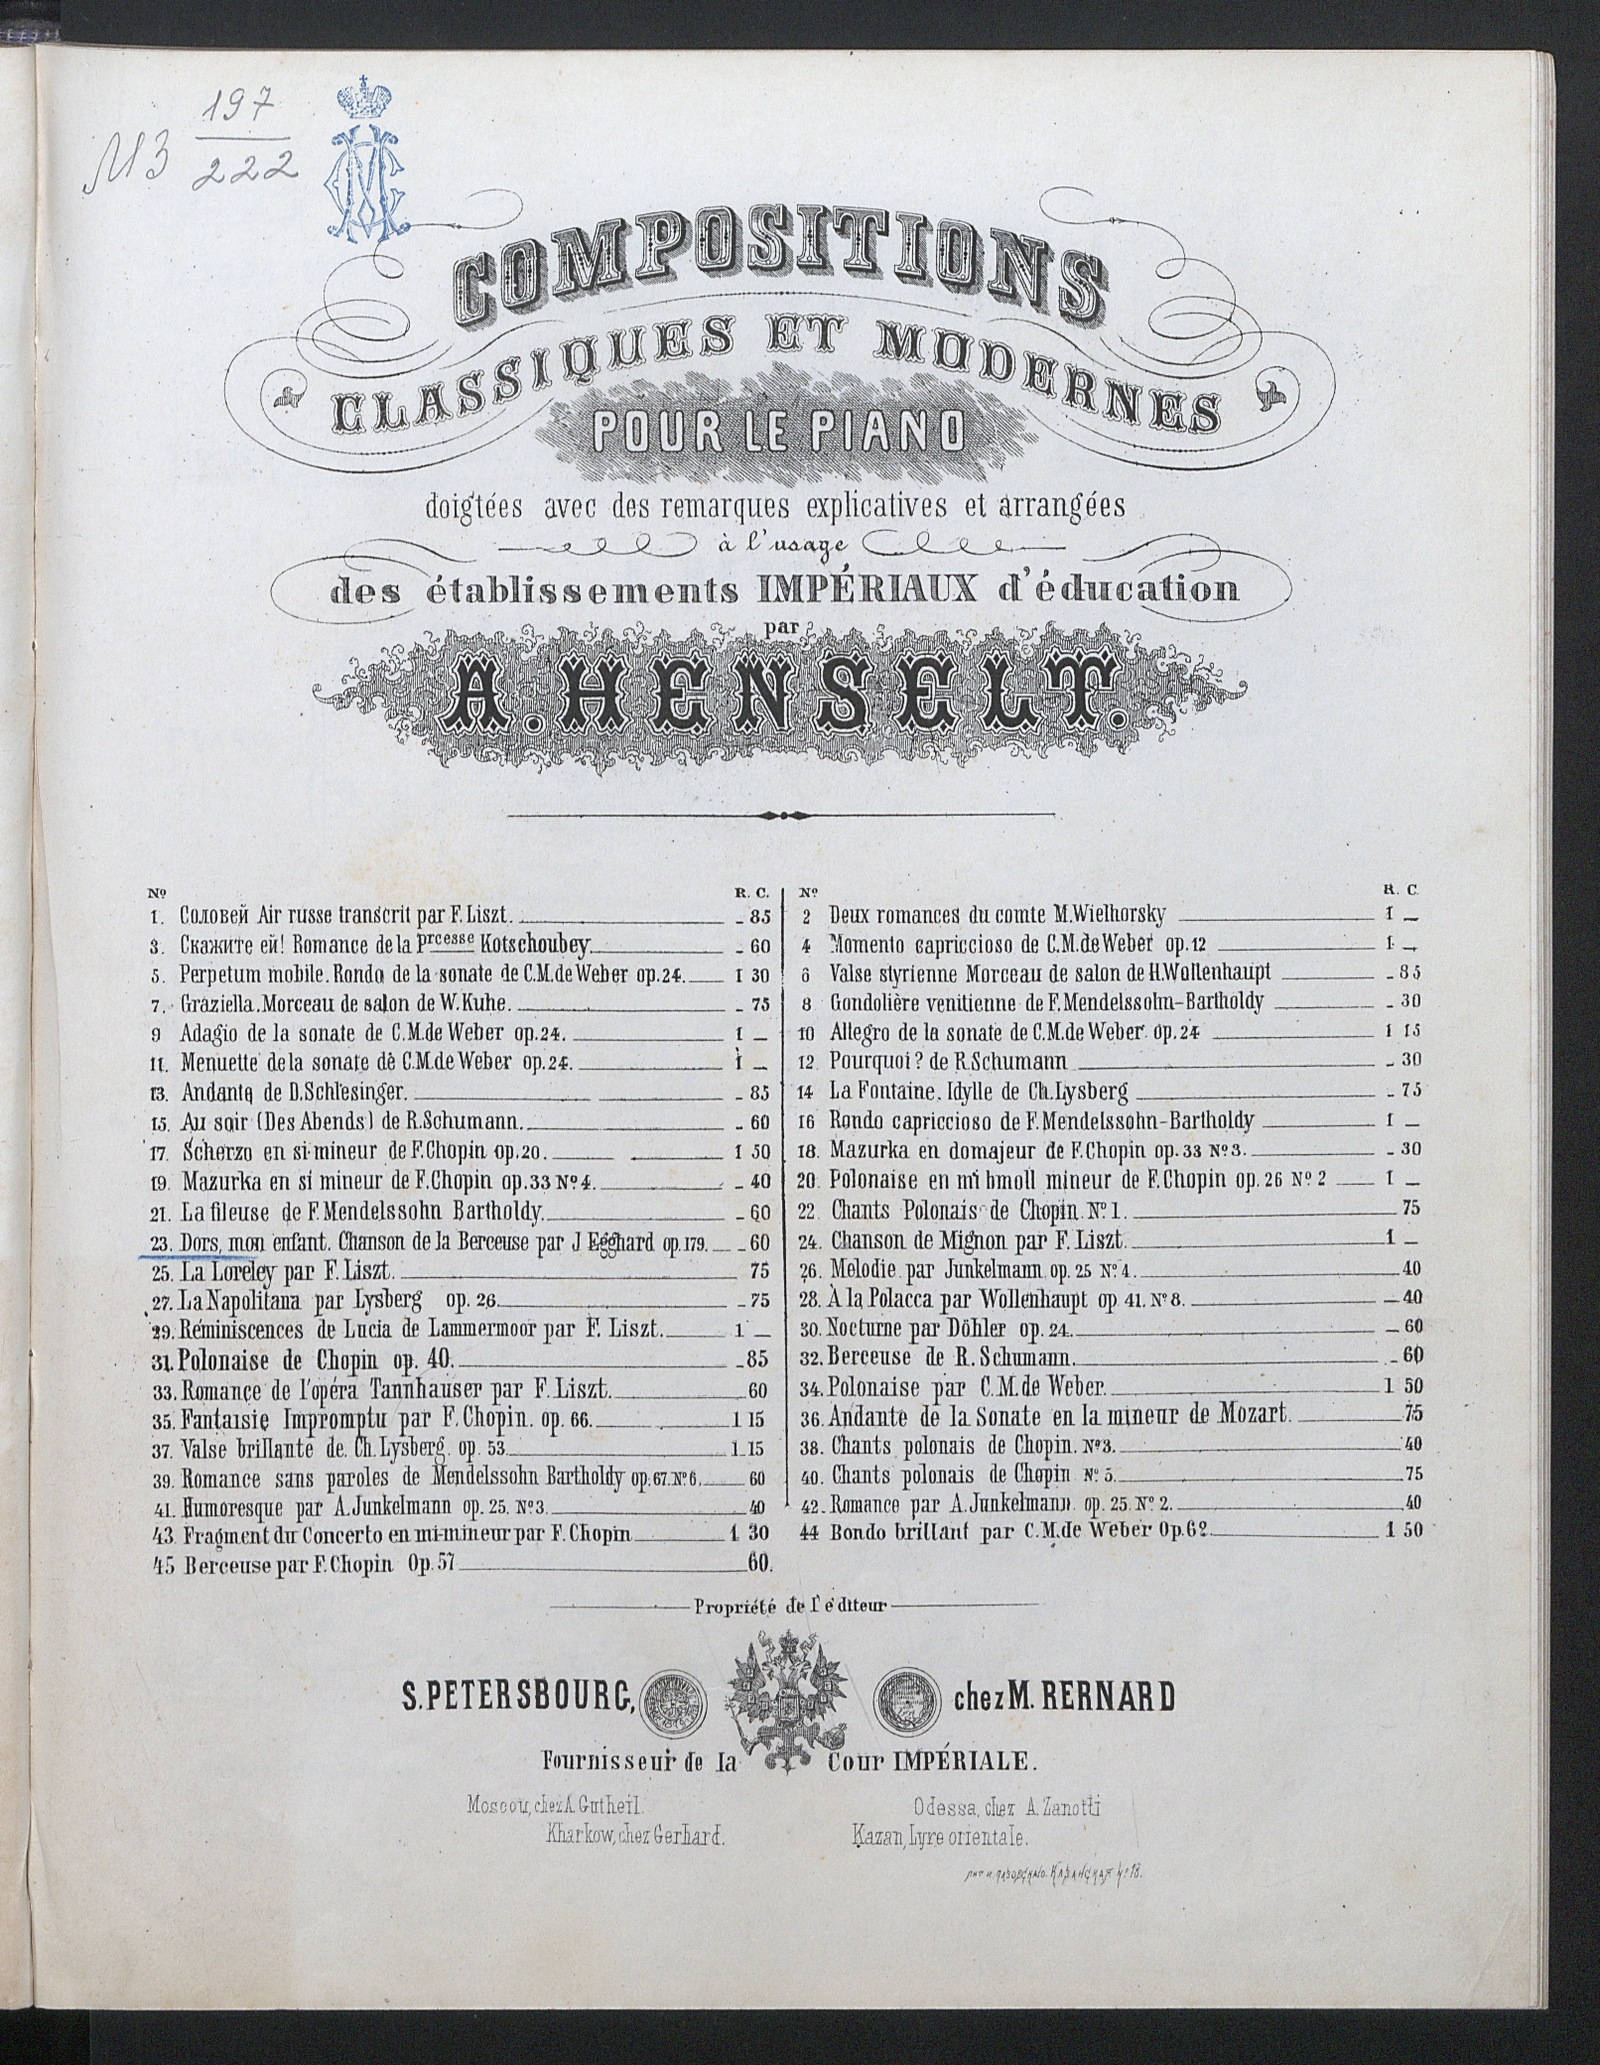 197
МЗ
222
COMPOSITIONS
CLASSIQUES ET MODERNES
POUR LE PIANO
doigtées avec des remarques explicatives et arrangées
à l'usage
des établissements IMPÉRIAUX d'éducation
par
A. HENSELT.
No R. C.
1. Соловей Air russe transcrit par F. Liszt. – 85
3. Скажите ей! Romance de la Prcesse Kotschoubey. – 60
5. Perpetum mobile. Rondo de la sonate de C.M. de Weber op. 24. 1 30
7. Graziella. Morceau de salon de W. Kuhe. – 75
9 Adagio de la sonate de C.M. de Weber op. 24. 1 –
11. Menuette de la sonate de C.M. de Weber op. 24. 1 –
13. Andante de D. Schlesinger. – 85
15. Au soir (Des Abends) de R. Schumann. – 60
17. Scherzo en si mineur de F. Chopin op. 20. 1 50
19. Mazurka en si mineur de F. Chopin op. 33 No 4. – 40
21. La fileuse de F. Mendelssohn Bartholdy. – 60
23. Dors, mon enfant. Chanson de la Berceuse par J Egghard op. 179. – 60
25. La Loreley par F. Liszt. 75
27. La Napolitana par Lysberg op. 26. – 75
29. Réminiscences de Lucia de Lammermoor par F. Liszt. 1 –
31. Polonaise de Chopin op. 40. – 85
33. Romance de l'opéra Tannhauser par F. Liszt. 60
35. Fantaisie Impromptu par F. Chopin. op. 66. 1 15
37. Valse brillante de Ch. Lysberg. op. 53. 1 15
39. Romance sans paroles de Mendelssohn Bartholdy op. 67. No 6. 60
41. Humoresque par A. Junkelmann op. 25. No 3. 40
43. Fragment du Concerto en mi-mineur par F. Chopin 1 30
45 Berceuse par F. Chopin Op. 57 60.
No R. C.
2 Deux romances du comte M. Wielhorsky 1 –
4 Momento capriccioso de C.M. de Weber op. 12 1 –
6 Valse styrienne Morceau de salon de H. Wollenhaupt – 85
8 Gondolière venitienne de F. Mendelssohn-Bartholdy – 30
10 Allegro de la sonate de C.M. de Weber op. 24 1 15
12. Pourquoi? de R. Schumann – 30
14 La Fontaine. Idylle de Ch. Lysberg – 75
16 Rondo capriccioso de F. Mendelssohn-Bartholdy 1 –
18. Mazurka en do majeur de F. Chopin op. 33 No 3. – 30
20. Polonaise en mi bmoll mineur de F. Chopin op. 26 No 2 1 –
22. Chants Polonais de Chopin. No 1. 75
24. Chanson de Mignon par F. Liszt. 1 –
26. Mélodie par Junkelmann op. 25 No 4. 40
28. À la Polacca par Wollenhaupt op 41. No 8. – 40
30. Nocturne par Döhler op. 24. – 60
32. Berceuse de R. Schumann. – 60
34. Polonaise par C.M. de Weber. 1 50
36. Andante de la Sonate en la mineur de Mozart. 75
38. Chants polonais de Chopin. No 3. 40
40. Chants polonais de Chopin No 5. 75
42. Romance par A. Junkelmann op. 25. No 2. 40
44 Bondo brillant par C.M. de Weber Op. 62 1 50
Propriété de l'éditeur
S. PETERSBOURG, chez M. RERNARD
Fournisseur de la Cour IMPÉRIALE.
Moscou, chez A. Gutheil. Odessa, chez A. Zanotti
Kharkow, chez Gerhard. Kazan, Lyre orientale.
Казанская No 18.